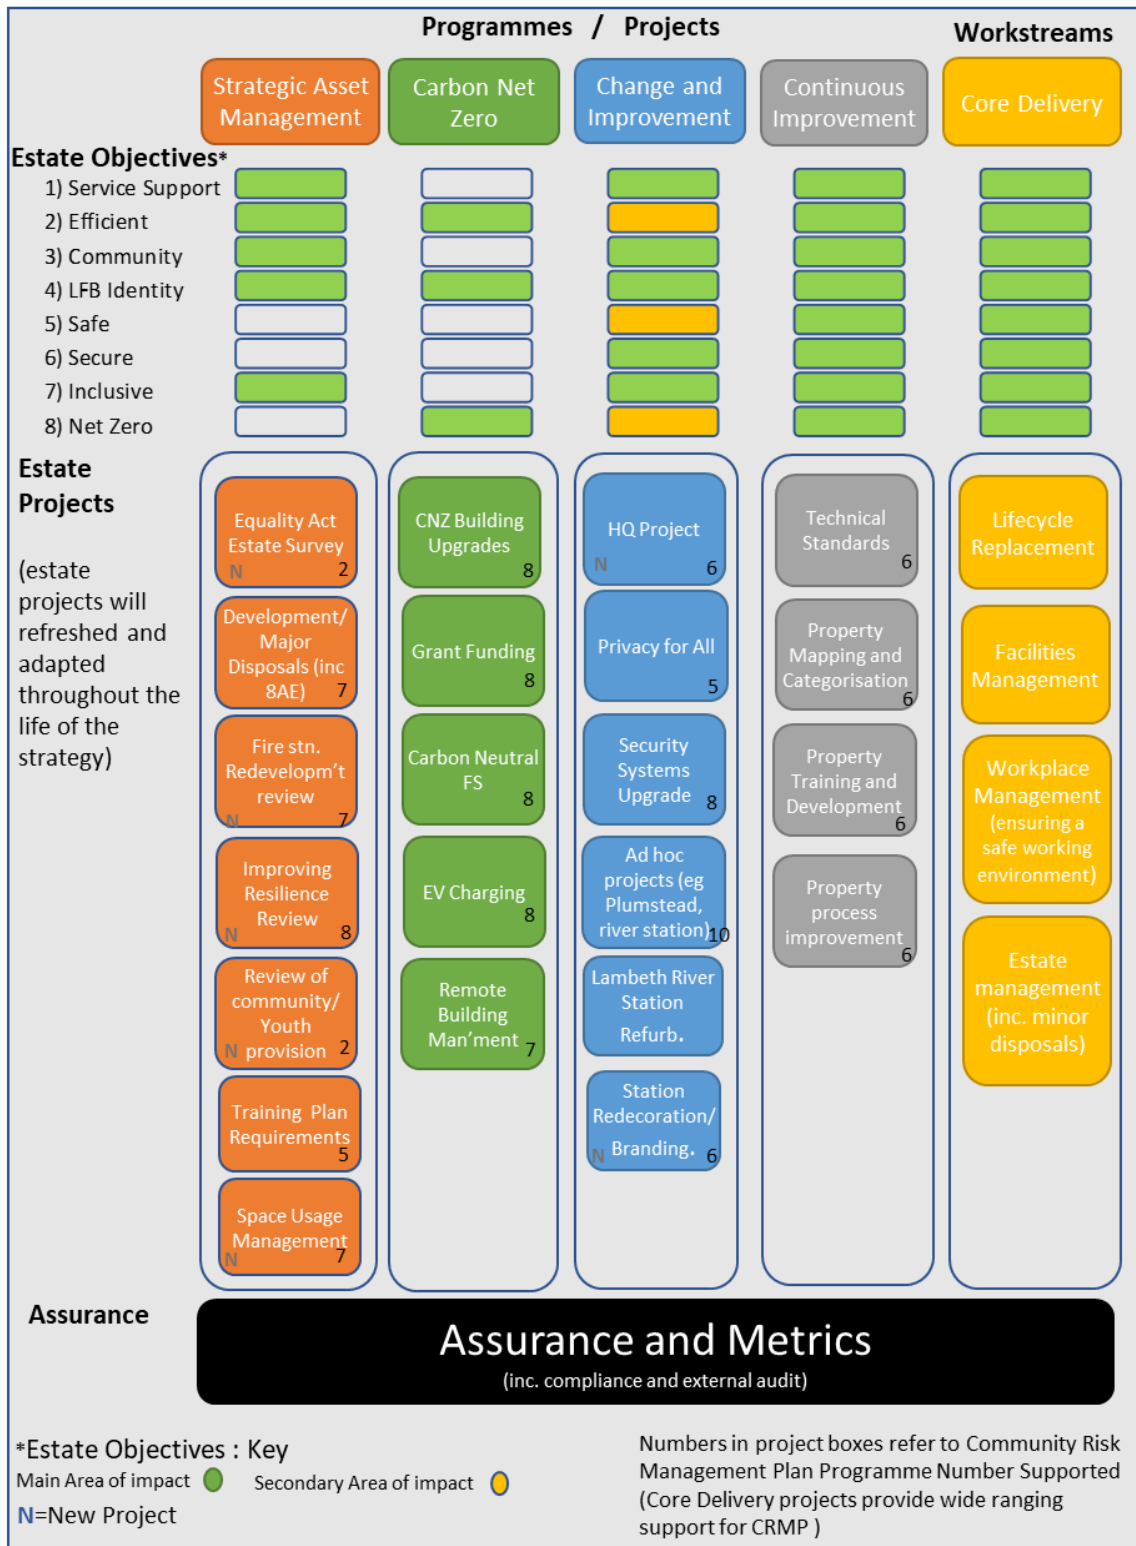 Programmes / Projects
Workstreams
Strategic Asset
Management
Carbon Net
Zero
Change and
Improvement
Continuous
Improvement
Core Delivery
Estate Objectives*
1) Service Support
2) Efficient
3) Community
4) LFB Identity
5) Safe
6) Secure
7) Inclusive
8) Net Zero
Estate
Projects
(estate
projects will
refreshed and
adapted
throughout the
life of the
strategy)
Equality Act
Estate Survey
N 2
Development/
Major
Disposals (inc
8AE) 7
Fire stn.
Redevelopm't
review
N 7
Improving
Resilience
Review
N 8
Review of
community/
Youth
provision
N 2
Training Plan
Requirements
5
Space Usage
Management
N 7
CNZ Building
Upgrades
8
Grant Funding
8
Carbon Neutral
FS
8
EV Charging
8
Remote
Building
Man'ment 7
HQ Project
N 6
Privacy for All
5
Security
Systems
Upgrade
8
Ad hoc
projects (eg
Plumstead,
river station)
10
Lambeth River
Station
Refurb.
Station
Redecoration/
Branding.
N 6
Technical
Standards
6
Property
Mapping and
Categorisation
6
Property
Training and
Development
6
Property
process
improvement
6
Lifecycle
Replacement
Facilities
Management
Workplace
Management
(ensuring a
safe working
environment)
Estate
management
(inc. minor
disposals)
Assurance
Assurance and Metrics
(inc. compliance and external audit)
*Estate Objectives : Key
Main Area of impact
Secondary Area of impact
N=New Project
Numbers in project boxes refer to Community Risk
Management Plan Programme Number Supported
(Core Delivery projects provide wide ranging
support for CRMP )